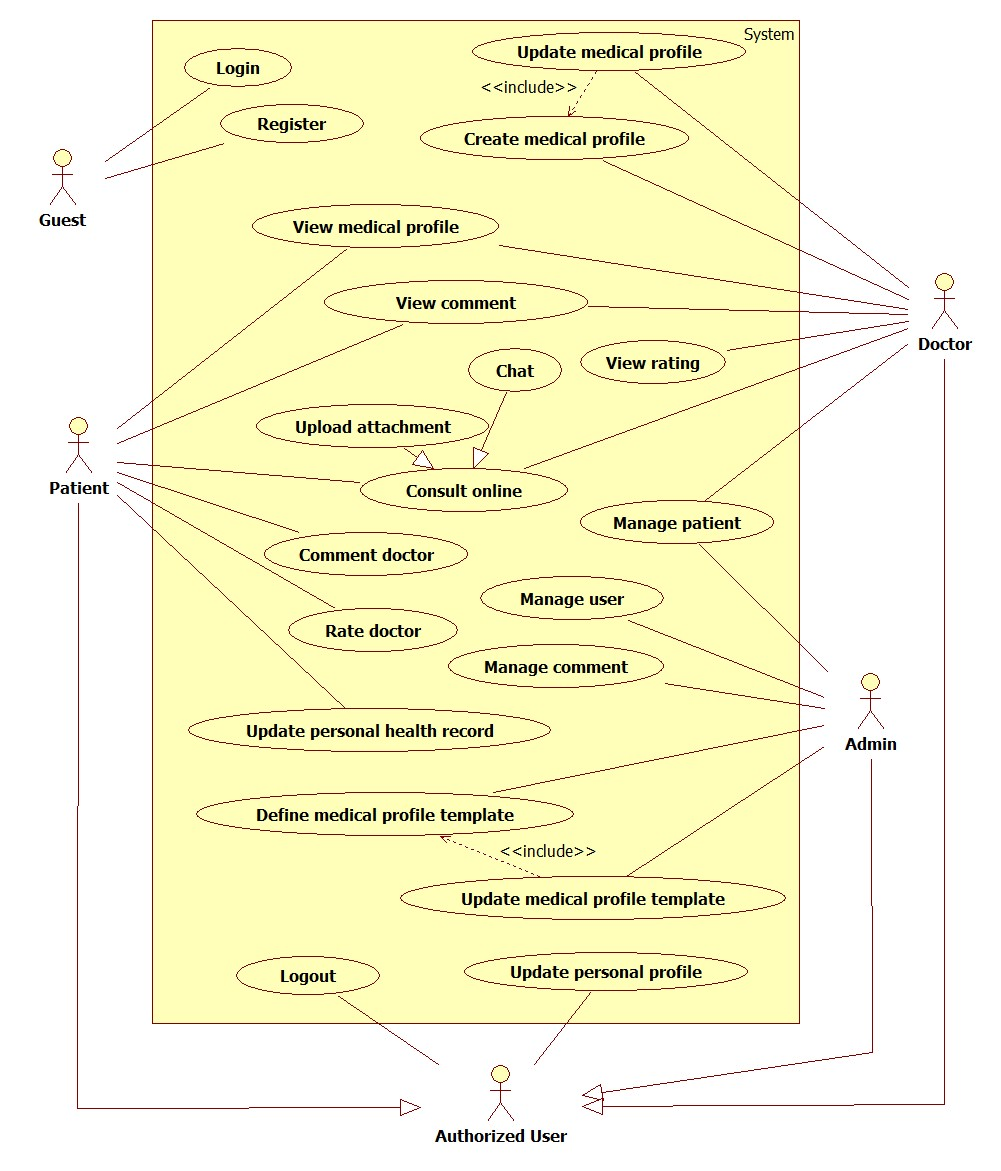 System
Update medical profile
Login
<<include>>
Register
Create medical profile
Guest
View medical profile
View comment
Doctor
View rating
Chat
Upload attachment
Patient
Consult online
Manage patient
Comment doctor
Manage user
Rate doctor
Manage comment
Update personal health record
Admin
Define medical profile template
<<include>>
Update medical profile template
Logout
Update personal profile
Authorized User